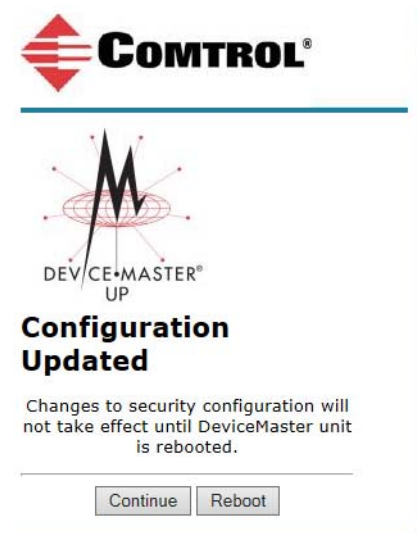 COMTROL®
DEVICE•MASTER®
UP
Configuration
Updated
Changes to security configuration will
not take effect until DeviceMaster unit
is rebooted.
Continue Reboot